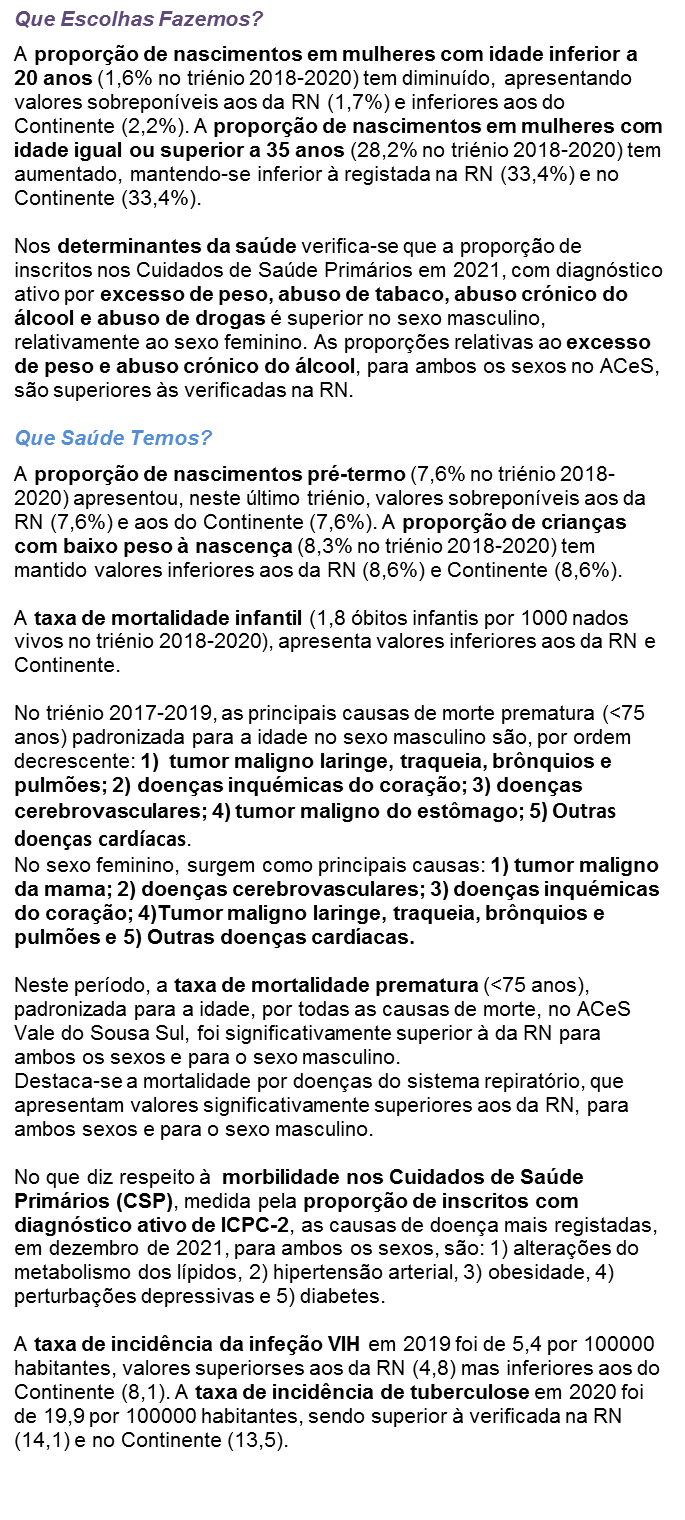 Que Escolhas Fazemos?
A proporção de nascimentos em mulheres com idade inferior a
20 anos (1,6% no triénio 2018-2020) tem diminuído, apresentando
valores sobreponíveis aos da RN (1,7%) e inferiores aos do
Continente (2,2%). A proporção de nascimentos em mulheres com
idade igual ou superior a 35 anos (28,2% no triénio 2018-2020) tem
aumentado, mantendo-se inferior à registada na RN (33,4%) e no
Continente (33,4%).
Nos determinantes da saúde verifica-se que a proporção de
inscritos nos Cuidados de Saúde Primários em 2021, com diagnóstico
ativo por excesso de peso, abuso de tabaco, abuso crónico do
álcool e abuso de drogas é superior no sexo masculino,
relativamente ao sexo feminino. As proporções relativas ao excesso
de peso e abuso crónico do álcool, para ambos os sexos no ACeS,
são superiores às verificadas na RN.
Que Saúde Temos?
A proporção de nascimentos pré-termo (7,6% no triénio 2018-
2020) apresentou, neste último triénio, valores sobreponíveis aos da
RN (7,6%) e aos do Continente (7,6%). A proporção de crianças
com baixo peso à nascença (8,3% no triénio 2018-2020) tem
mantido valores inferiores aos da RN (8,6%) e Continente (8,6%).
A taxa de mortalidade infantil (1,8 óbitos infantis por 1000 nados
vivos no triénio 2018-2020), apresenta valores inferiores aos da RN e
Continente.
No triénio 2017-2019, as principais causas de morte prematura (<75
anos) padronizada para a idade no sexo masculino são, por ordem
decrescente: 1) tumor maligno laringe, traqueia, brônquios e
pulmões; 2) doenças inquémicas do coração; 3) doenças
cerebrovasculares; 4) tumor maligno do estômago; 5) Outras
doenças cardíacas.
No sexo feminino, surgem como principais causas: 1) tumor maligno
da mama; 2) doenças cerebrovasculares; 3) doenças inquémicas
do coração; 4)Tumor maligno laringe, traqueia, brônquios e
pulmões e 5) Outras doenças cardíacas.
Neste período, a taxa de mortalidade prematura (<75 anos),
padronizada para a idade, por todas as causas de morte, no ACeS
Vale do Sousa Sul, foi significativamente superior à da RN para
ambos os sexos e para o sexo masculino.
Destaca-se a mortalidade por doenças do sistema repiratório, que
apresentam valores significativamente superiores aos da RN, para
ambos sexos e para o sexo masculino.
No que diz respeito à morbilidade nos Cuidados de Saúde
Primários (CSP), medida pela proporção de inscritos com
diagnóstico ativo de ICPC-2, as causas de doença mais registadas,
em dezembro de 2021, para ambos os sexos, são: 1) alterações do
metabolismo dos lípidos, 2) hipertensão arterial, 3) obesidade, 4)
perturbações depressivas e 5) diabetes.
A taxa de incidência da infeção VIH em 2019 foi de 5,4 por 100000
habitantes, valores superiorses aos da RN (4,8) mas inferiores aos do
Continente (8,1). A taxa de incidência de tuberculose em 2020 foi
de 19,9 por 100000 habitantes, sendo superior à verificada na RN
(14,1) e no Continente (13,5).